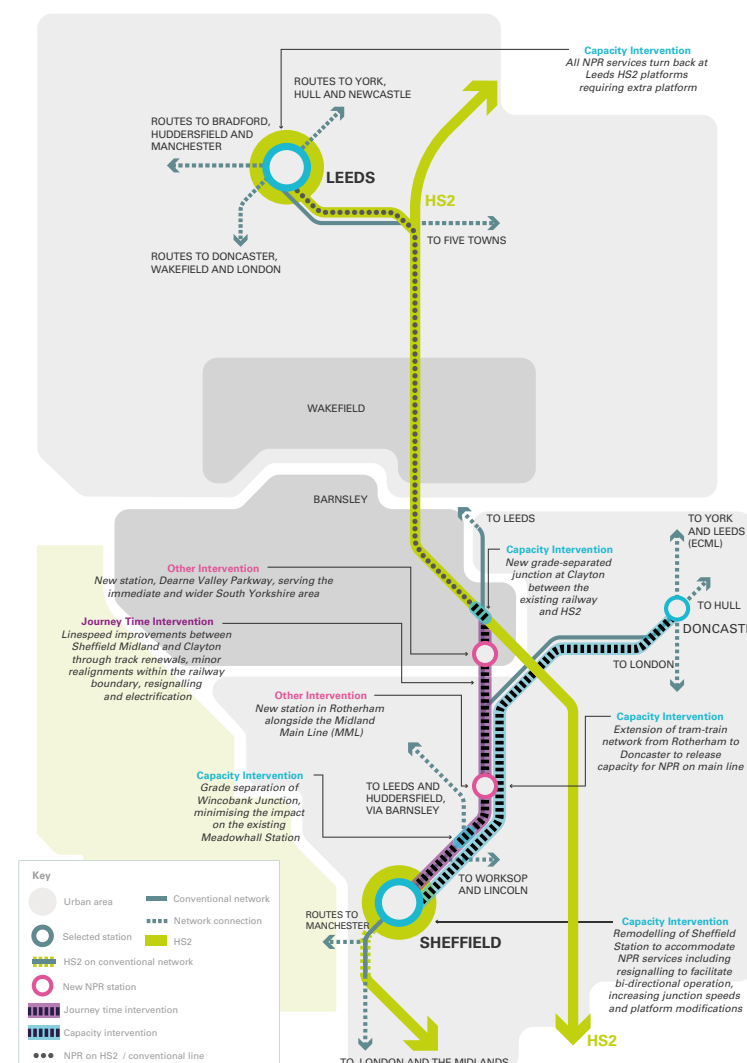 Capacity Intervention
All NPR services turn back at
Leeds HS2 platforms
requiring extra platform
ROUTES TO YORK,
HULL AND NEWCASTLE
ROUTES TO BRADFORD,
HUDDERSFIELD AND
MANCHESTER
LEEDS
HS2
TO FIVE TOWNS
ROUTES TO DONCASTER,
WAKEFIELD AND LONDON
WAKEFIELD
BARNSLEY
TO LEEDS
TO YORK
AND LEEDS
(ECML)
Capacity Intervention
New grade-separated
junction at Clayton
between the
existing railway
and HS2
Other Intervention
New station, Dearne Valley Parkway, serving the
immediate and wider South Yorkshire area
TO HULL
DONCAST
TO LONDON
Journey Time Intervention
Linespeed improvements between
Sheffield Midland and Clayton
through track renewals, minor
realignments within the railway
boundary, resignalling
and electrification
Other Intervention
New station in Rotherham
alongside the Midland
Main Line (MML)
Capacity Intervention
Extension of tram-train
network from Rotherham to
Doncaster to release
capacity for NPR on main line
Capacity Intervention
Grade separation of
Wincobank Junction,
minimising the impact
on the existing
Meadowhall Station
TO LEEDS AND
HUDDERSFIELD,
VIA BARNSLEY
TO WORKSOP
AND LINCOLN
ROUTES TO
MANCHESTER
SHEFFIELD
Capacity Intervention
Remodelling of Sheffield
Station to accommodate
NPR services including
resignalling to facilitate
bi-directional operation,
increasing junction speeds
and platform modifications
HS2
TO LONDON AND THE MIDLANDS
Key
Urban area
Conventional network
Network connection
Selected station
HS2
HS2 on conventional network
New NPR station
Journey time intervention
Capacity intervention
NPR on HS2 / conventional line